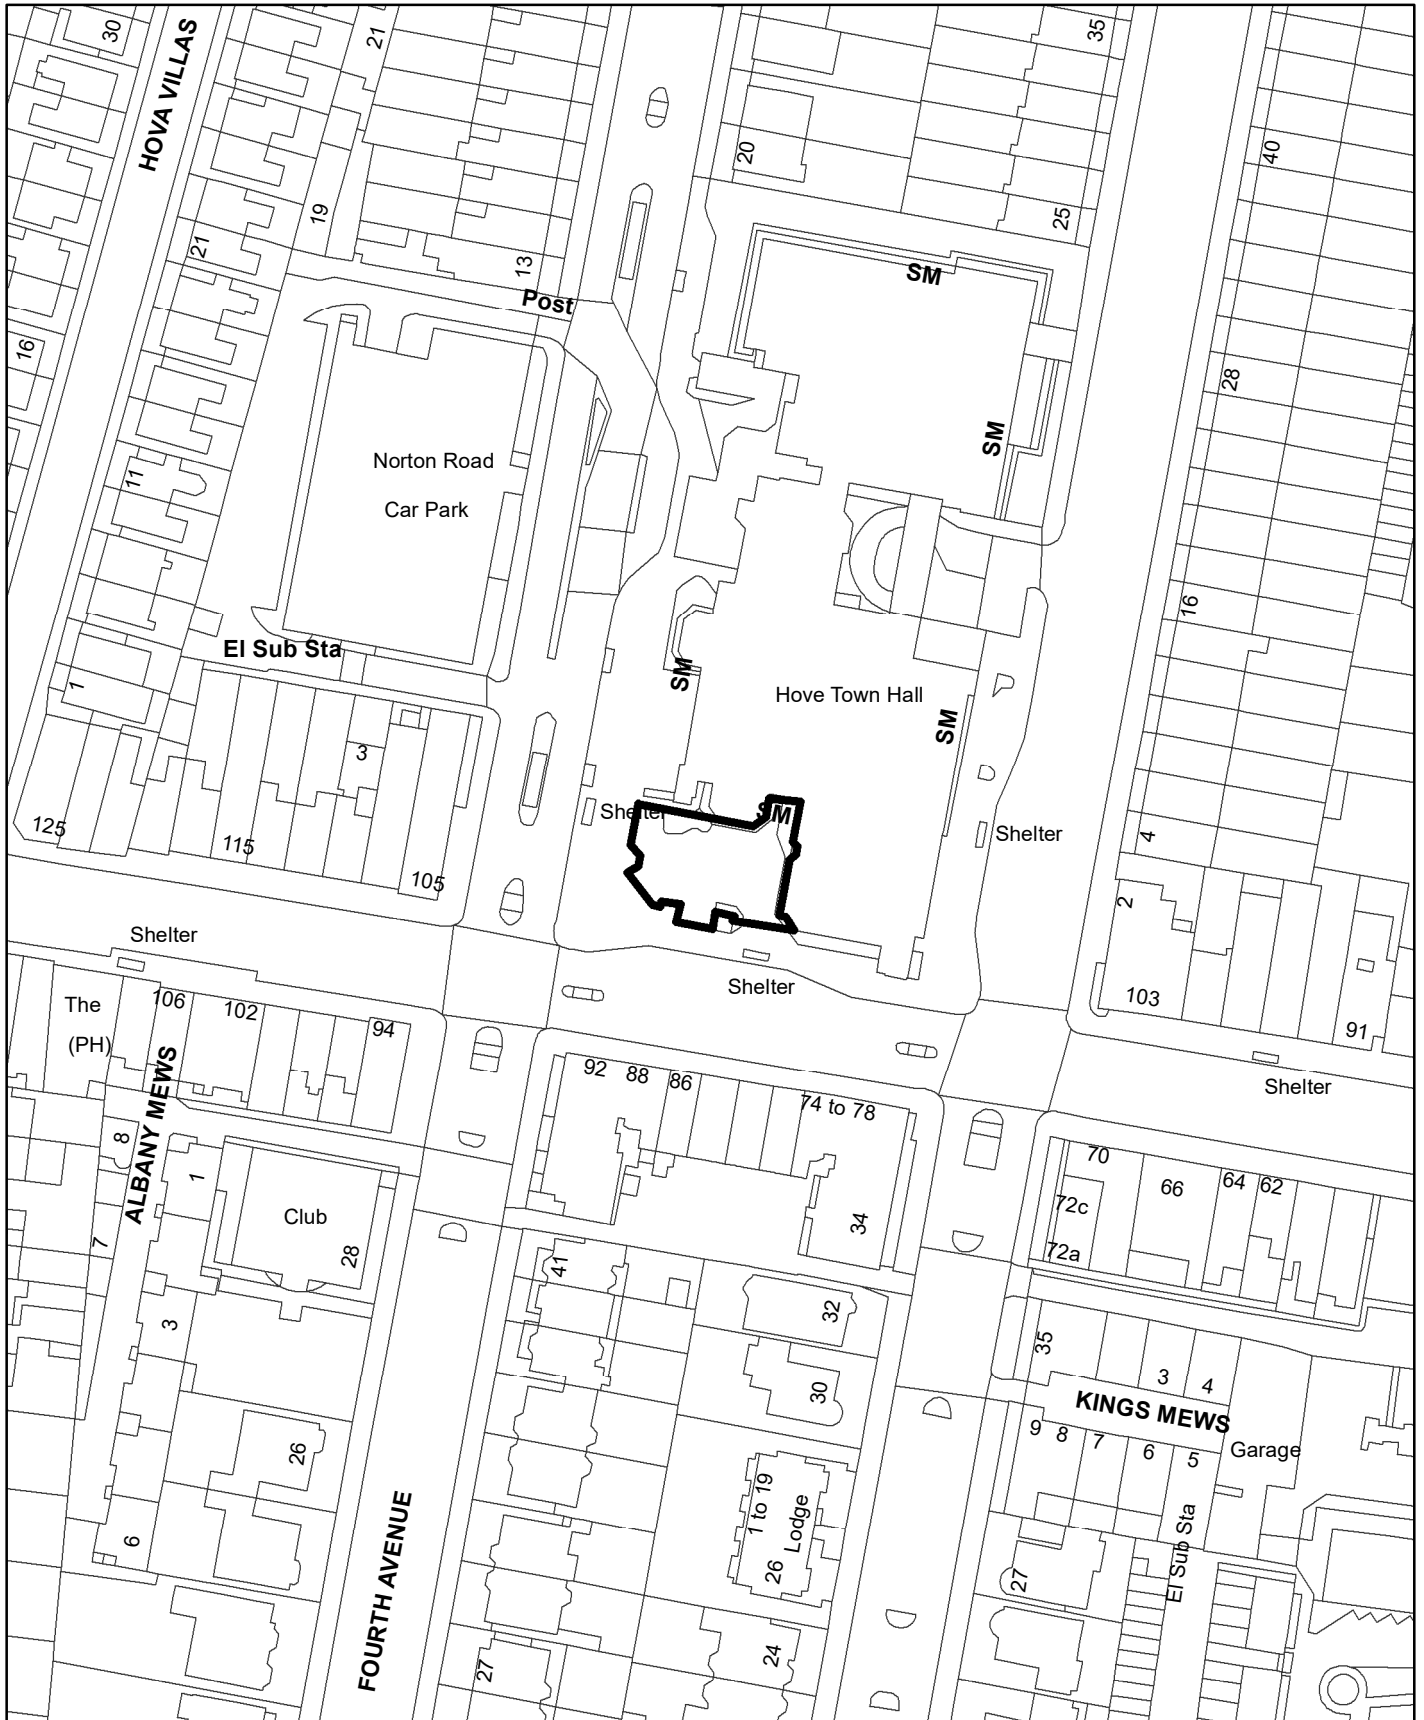 30
HOVA VILLAS
21
35
20
40
19
25
21
13
SM
Post
16
28
SM
Norton Road
Car Park
11
16
El Sub Sta
SM
Hove Town Hall
1
SM
3
Shelter
SM
125
115
Shelter
4
105
2
Shelter
Shelter
The
106
102
94
103
91
(PH)
92
88
86
74 to 78
Shelter
ALBANY MEWS
8
1
70
66
64
62
72c
Club
28
34
72a
7
41
3
32
35
30
3
4
KINGS MEWS
9
8
7
6
5
Garage
26
1 to 19
Lodge
26
6
El Sub Sta
FOURTH AVENUE
27
27
24